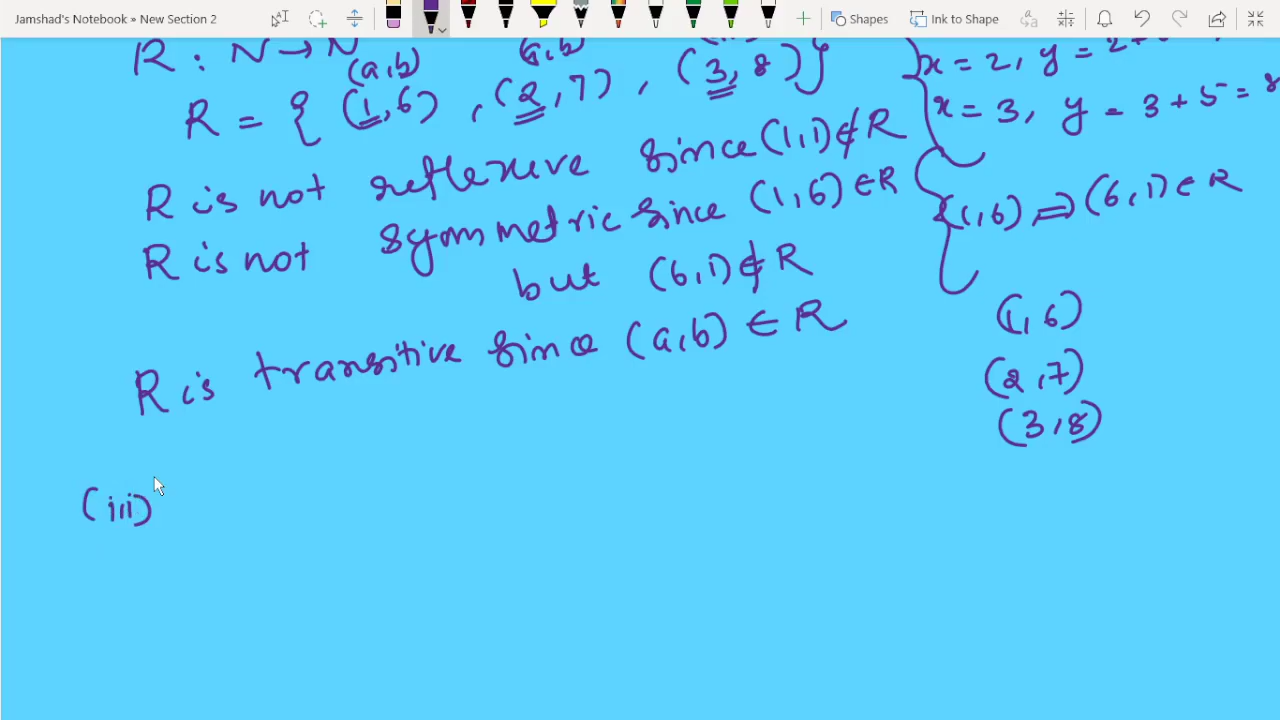 Jamshad's Notebook » New Section 2
Shapes
Ink to Shape
R : N → N
(a,b) (a,b)
R = { (1,6) , (2,7) , (3,8) }
x = 2, y =
x = 3, y = 3 + 5 = 8
R is not reflexive since (1,1) ∉ R
R is not symmetric since (1,6) ∈ R
but (6,1) ∉ R
(1,6) ⇒ (6,1) ∈ R
R is transitive since (a,b) ∈ R
(1,6)
(2,7)
(3,8)
(iii)